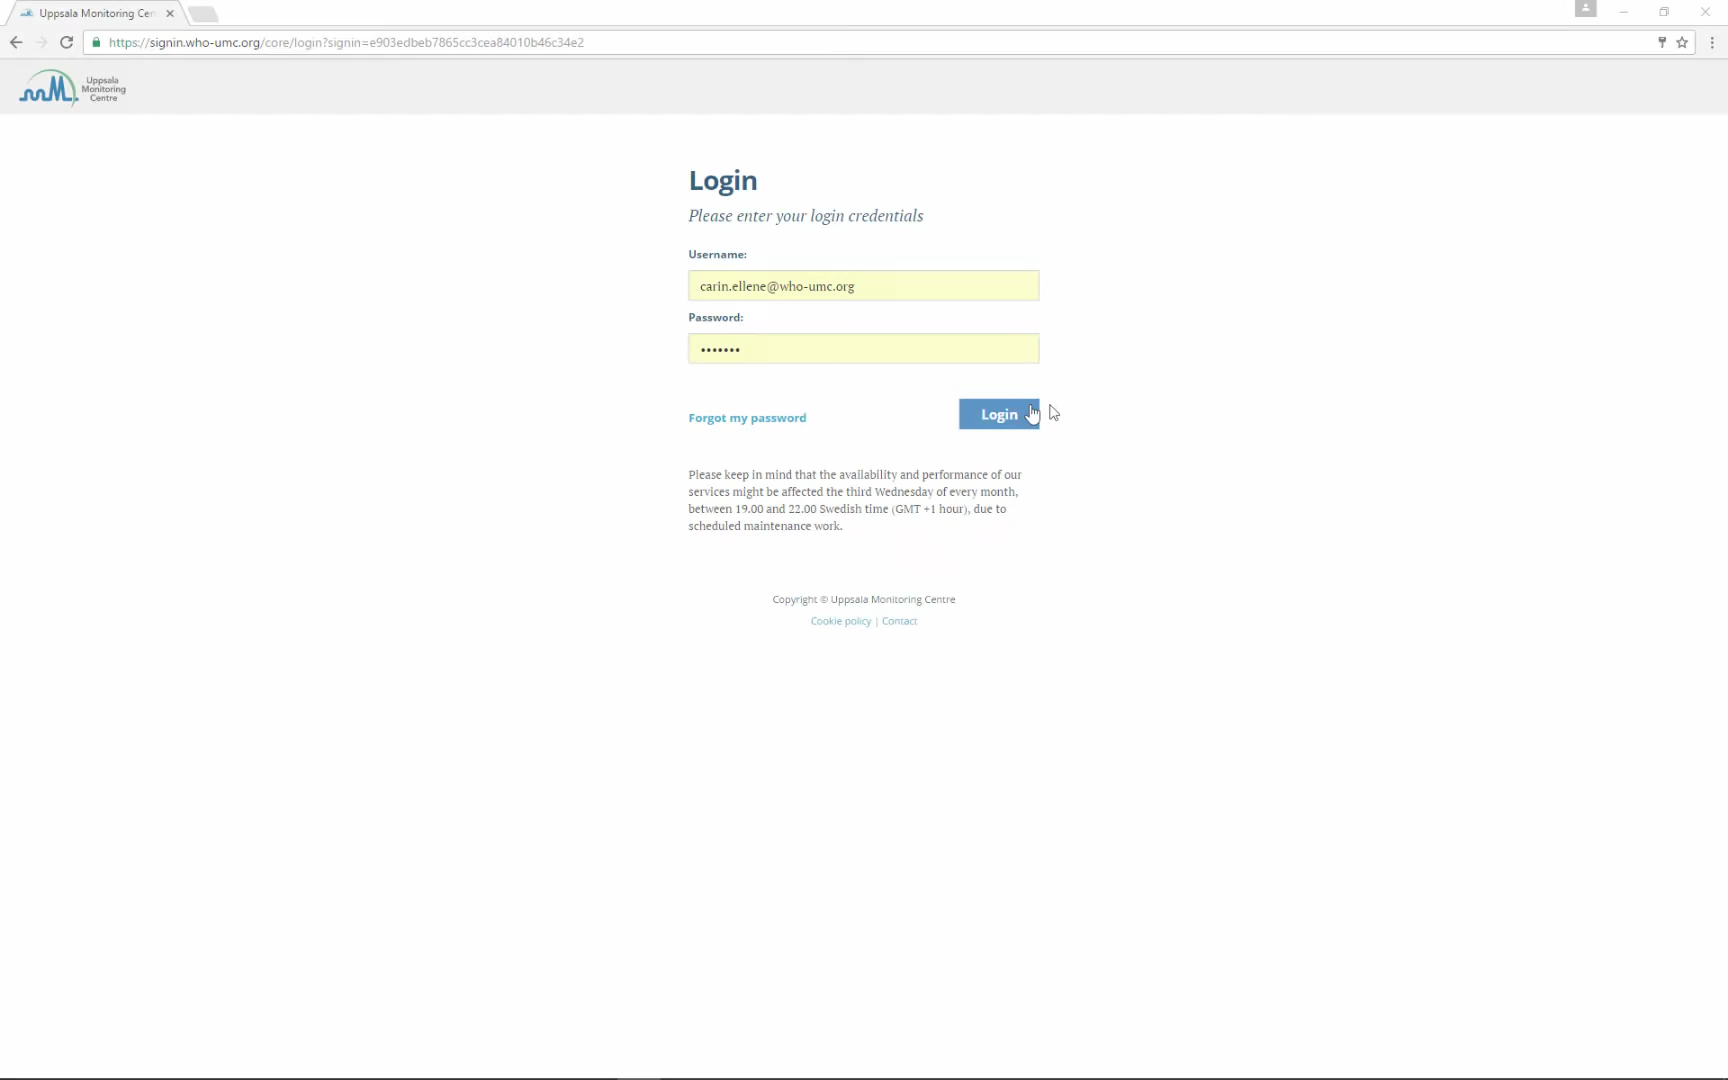 Uppsala Monitoring Cen
https://signin.who-umc.org/core/login?signin=e903edbeb7865cc3cea84010b46c34e2
Uppsala
Monitoring
Centre
Login
Please enter your login credentials
Username:
carin.ellene@who-umc.org
Password:
•••••••
Forgot my password
Login
Please keep in mind that the availability and performance of our
services might be affected the third Wednesday of every month,
between 19.00 and 22.00 Swedish time (GMT +1 hour), due to
scheduled maintenance work.
Copyright © Uppsala Monitoring Centre
Cookie policy | Contact